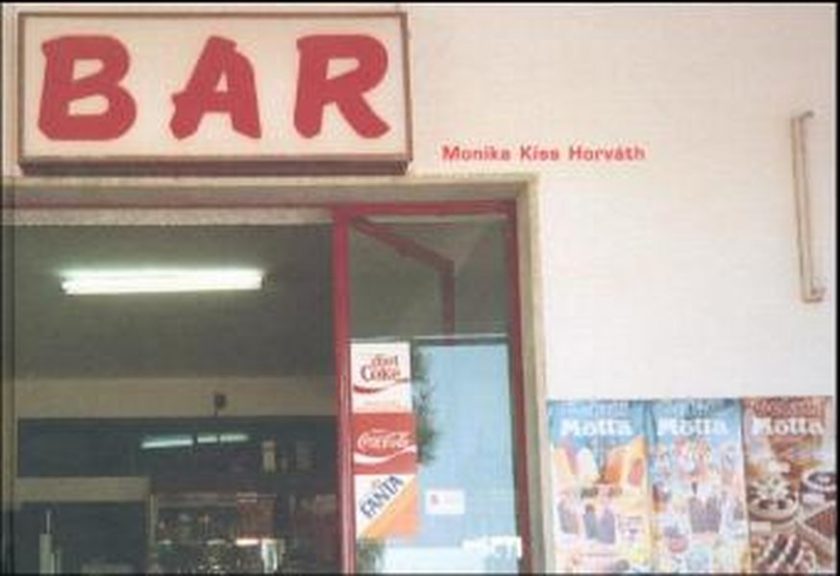 BAR
Monika Kiss Horváth
diet
Coke
Coca-Cola
FANTA
Motta
Motta
Motta